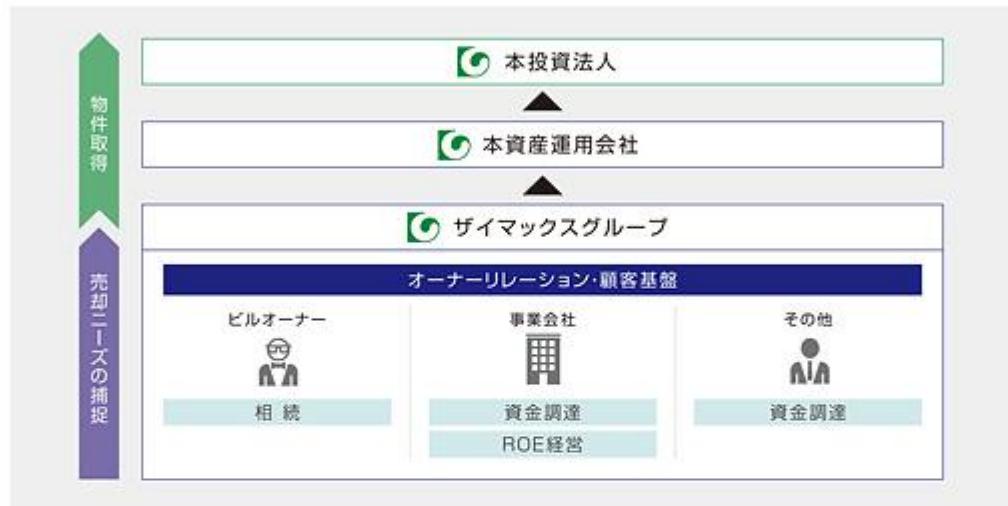 本投資法人
本資産運用会社
ザイマックスグループ
オーナーリレーション・顧客基盤
ビルオーナー
相続
事業会社
資金調達
ROE経営
その他
資金調達
物件取得
売却ニーズの捕捉